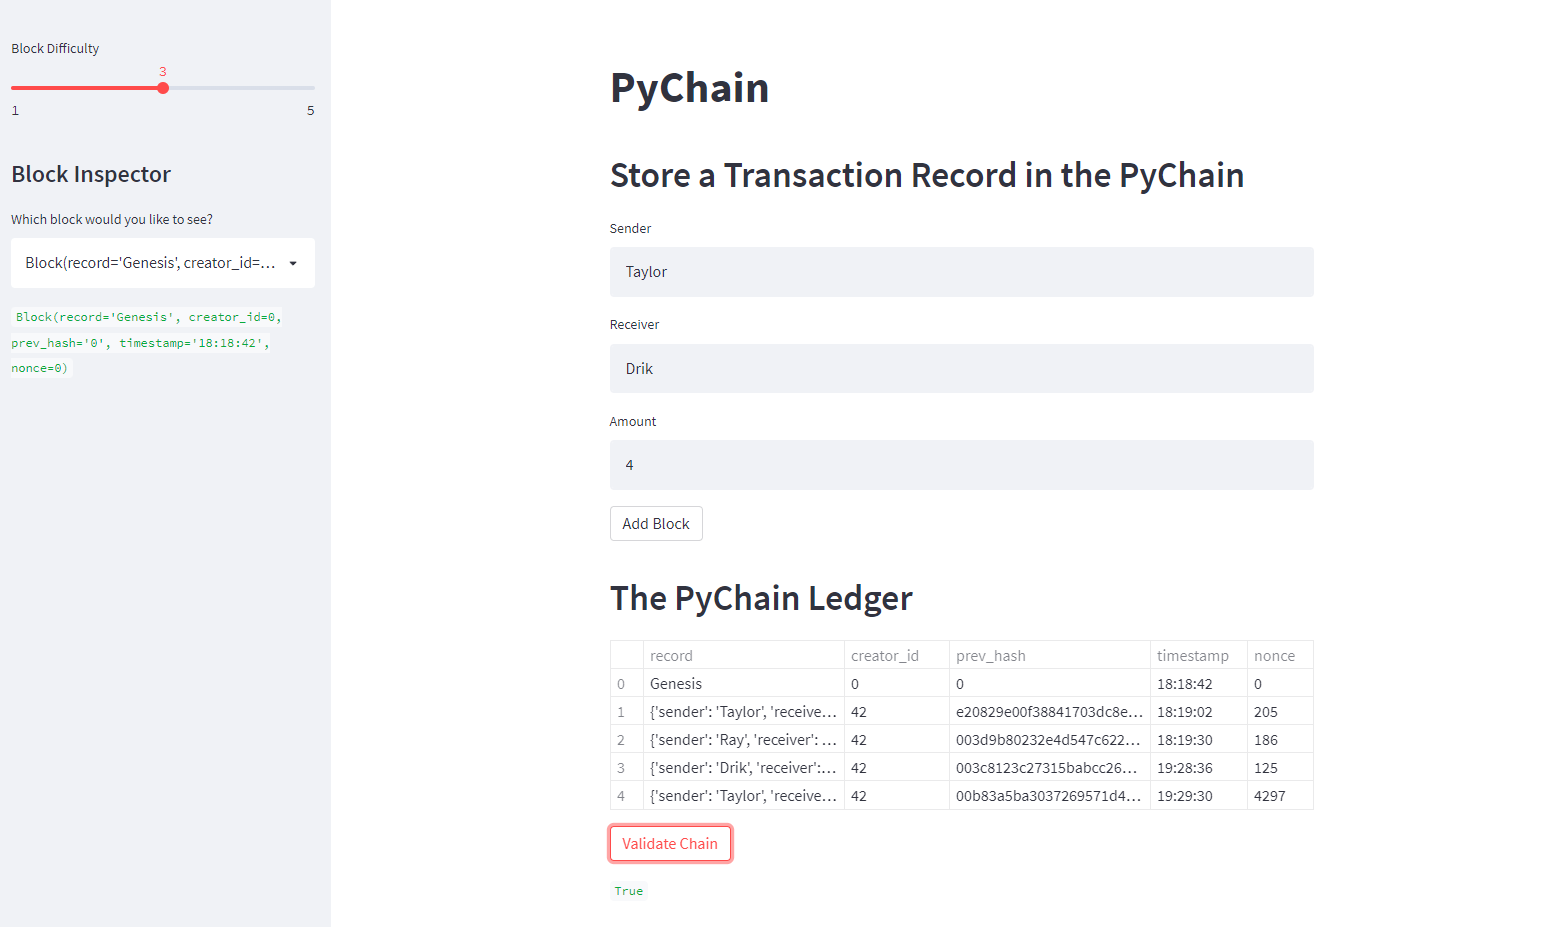 Block Difficulty
3
1 5
Block Inspector
Which block would you like to see?
Block(record='Genesis', creator_id=...
Block(record='Genesis', creator_id=0,
prev_hash='0', timestamp='18:18:42',
nonce=0)
PyChain
Store a Transaction Record in the PyChain
Sender
Taylor
Receiver
Drik
Amount
4
Add Block
The PyChain Ledger
record creator_id prev_hash timestamp nonce
0 Genesis 0 0 18:18:42 0
1 {'sender': 'Taylor', 'receive... 42 e20829e00f38841703dc8e... 18:19:02 205
2 {'sender': 'Ray', 'receiver': ... 42 003d9b80232e4d547c622... 18:19:30 186
3 {'sender': 'Drik', 'receiver':... 42 003c8123c27315babcc26... 19:28:36 125
4 {'sender': 'Taylor', 'receive... 42 00b83a5ba3037269571d4... 19:29:30 4297
Validate Chain
True